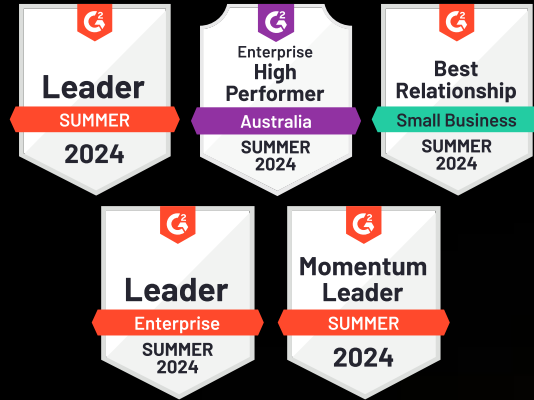 G2
Leader
SUMMER
2024
G2
Enterprise
High
Performer
Australia
SUMMER
2024
G2
Best
Relationship
Small Business
SUMMER
2024
G2
Leader
Enterprise
SUMMER
2024
G2
Momentum
Leader
SUMMER
2024